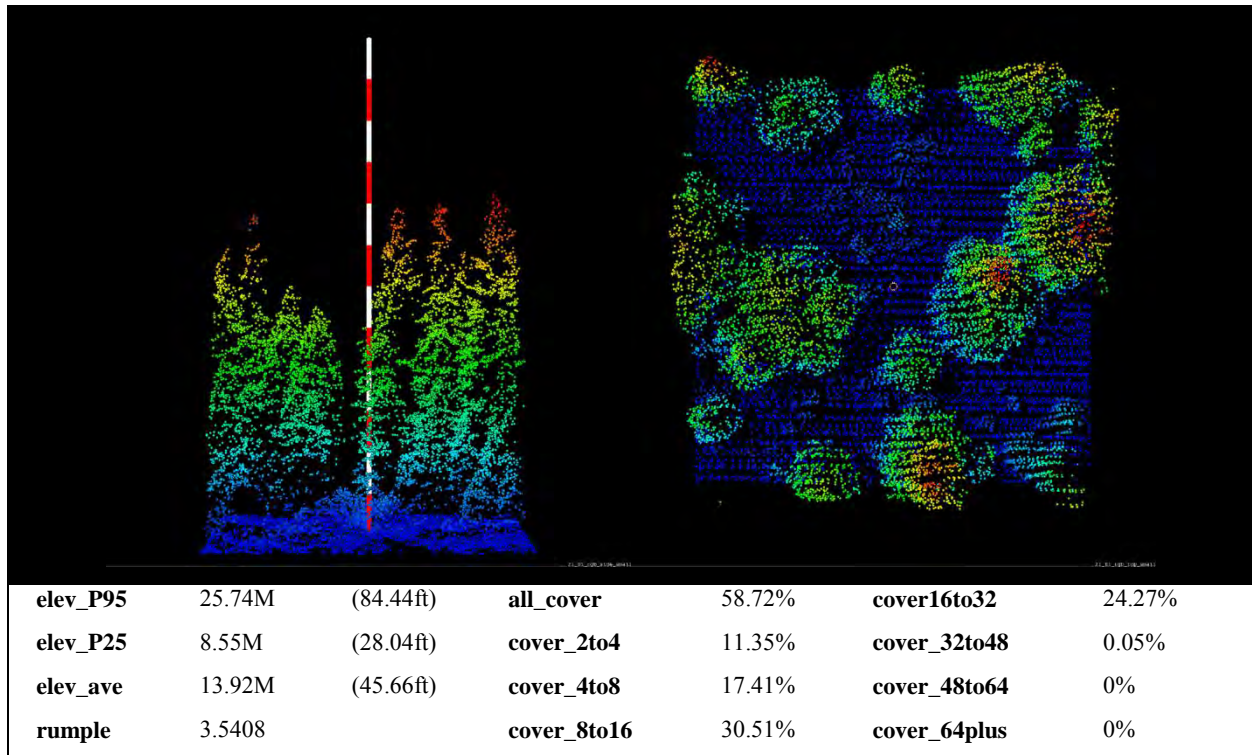 elev_P95 25.74M (84.44ft) all_cover 58.72% cover16to32 24.27%
elev_P25 8.55M (28.04ft) cover_2to4 11.35% cover_32to48 0.05%
elev_ave 13.92M (45.66ft) cover_4to8 17.41% cover_48to64 0%
rumple 3.5408 cover_8to16 30.51% cover_64plus 0%